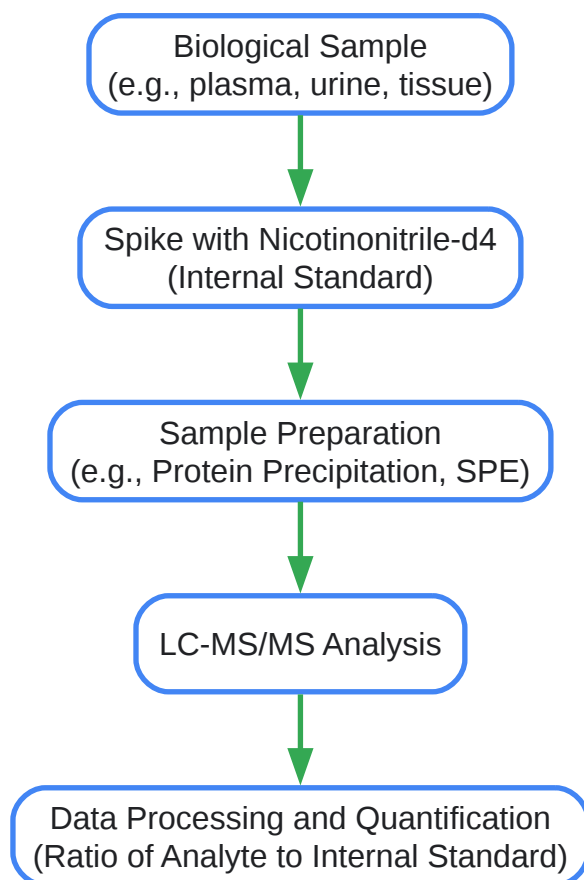 Biological Sample
(e.g., plasma, urine, tissue)
Spike with Nicotinonitrile-d4
(Internal Standard)
Sample Preparation
(e.g., Protein Precipitation, SPE)
LC-MS/MS Analysis
Data Processing and Quantification
(Ratio of Analyte to Internal Standard)